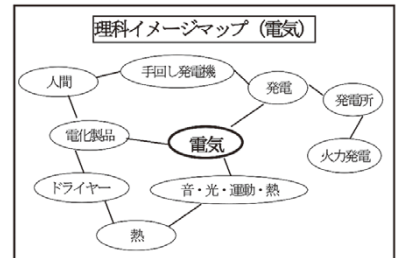 理科イメージマップ（電気）
人間
手回し発電機
発電
発電所
電化製品
電気
火力発電
ドライヤー
音・光・運動・熱
熱